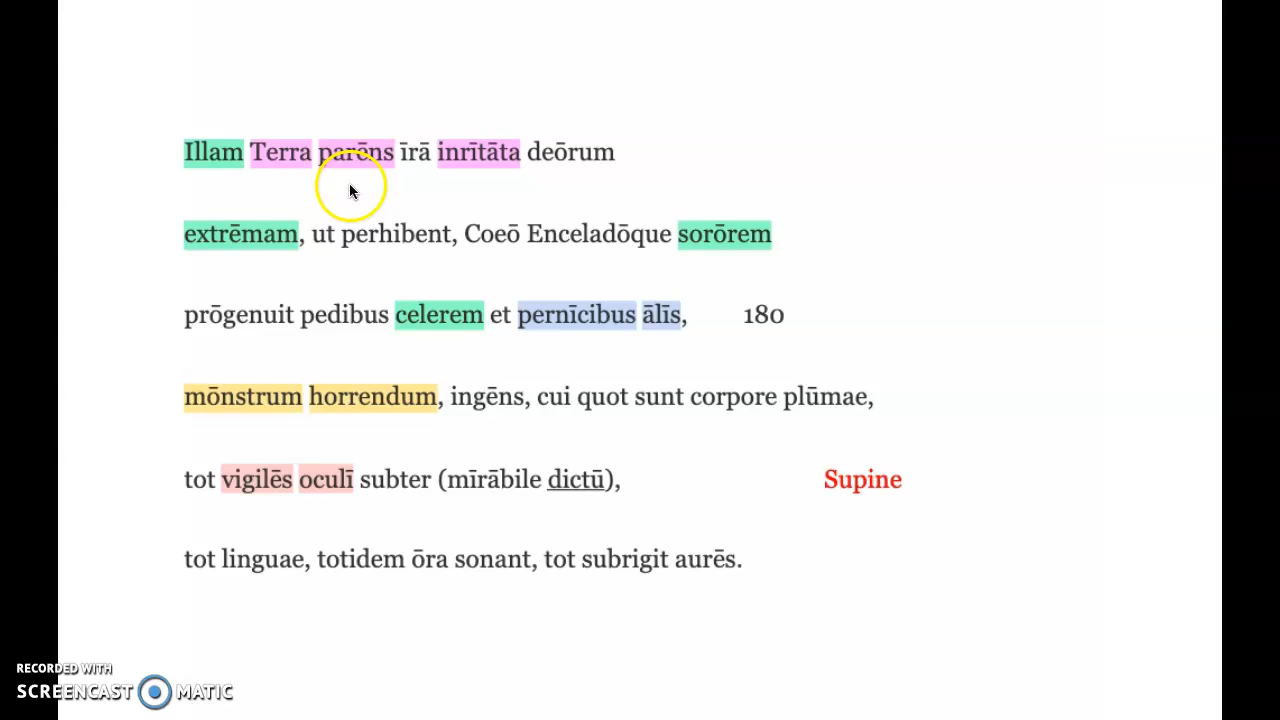 Illam Terra parēns īrā inrītāta deōrum
extrēmam, ut perhibent, Coeō Enceladōque sorōrem
prōgenuit pedibus celerem et pernīcibus ālīs, 180
mōnstrum horrendum, ingēns, cui quot sunt corpore plūmae,
tot vigilēs oculī subter (mīrābile dictū), Supine
tot linguae, totidem ōra sonant, tot subrigit aurēs.
RECORDED WITH
SCREENCAST MATIC